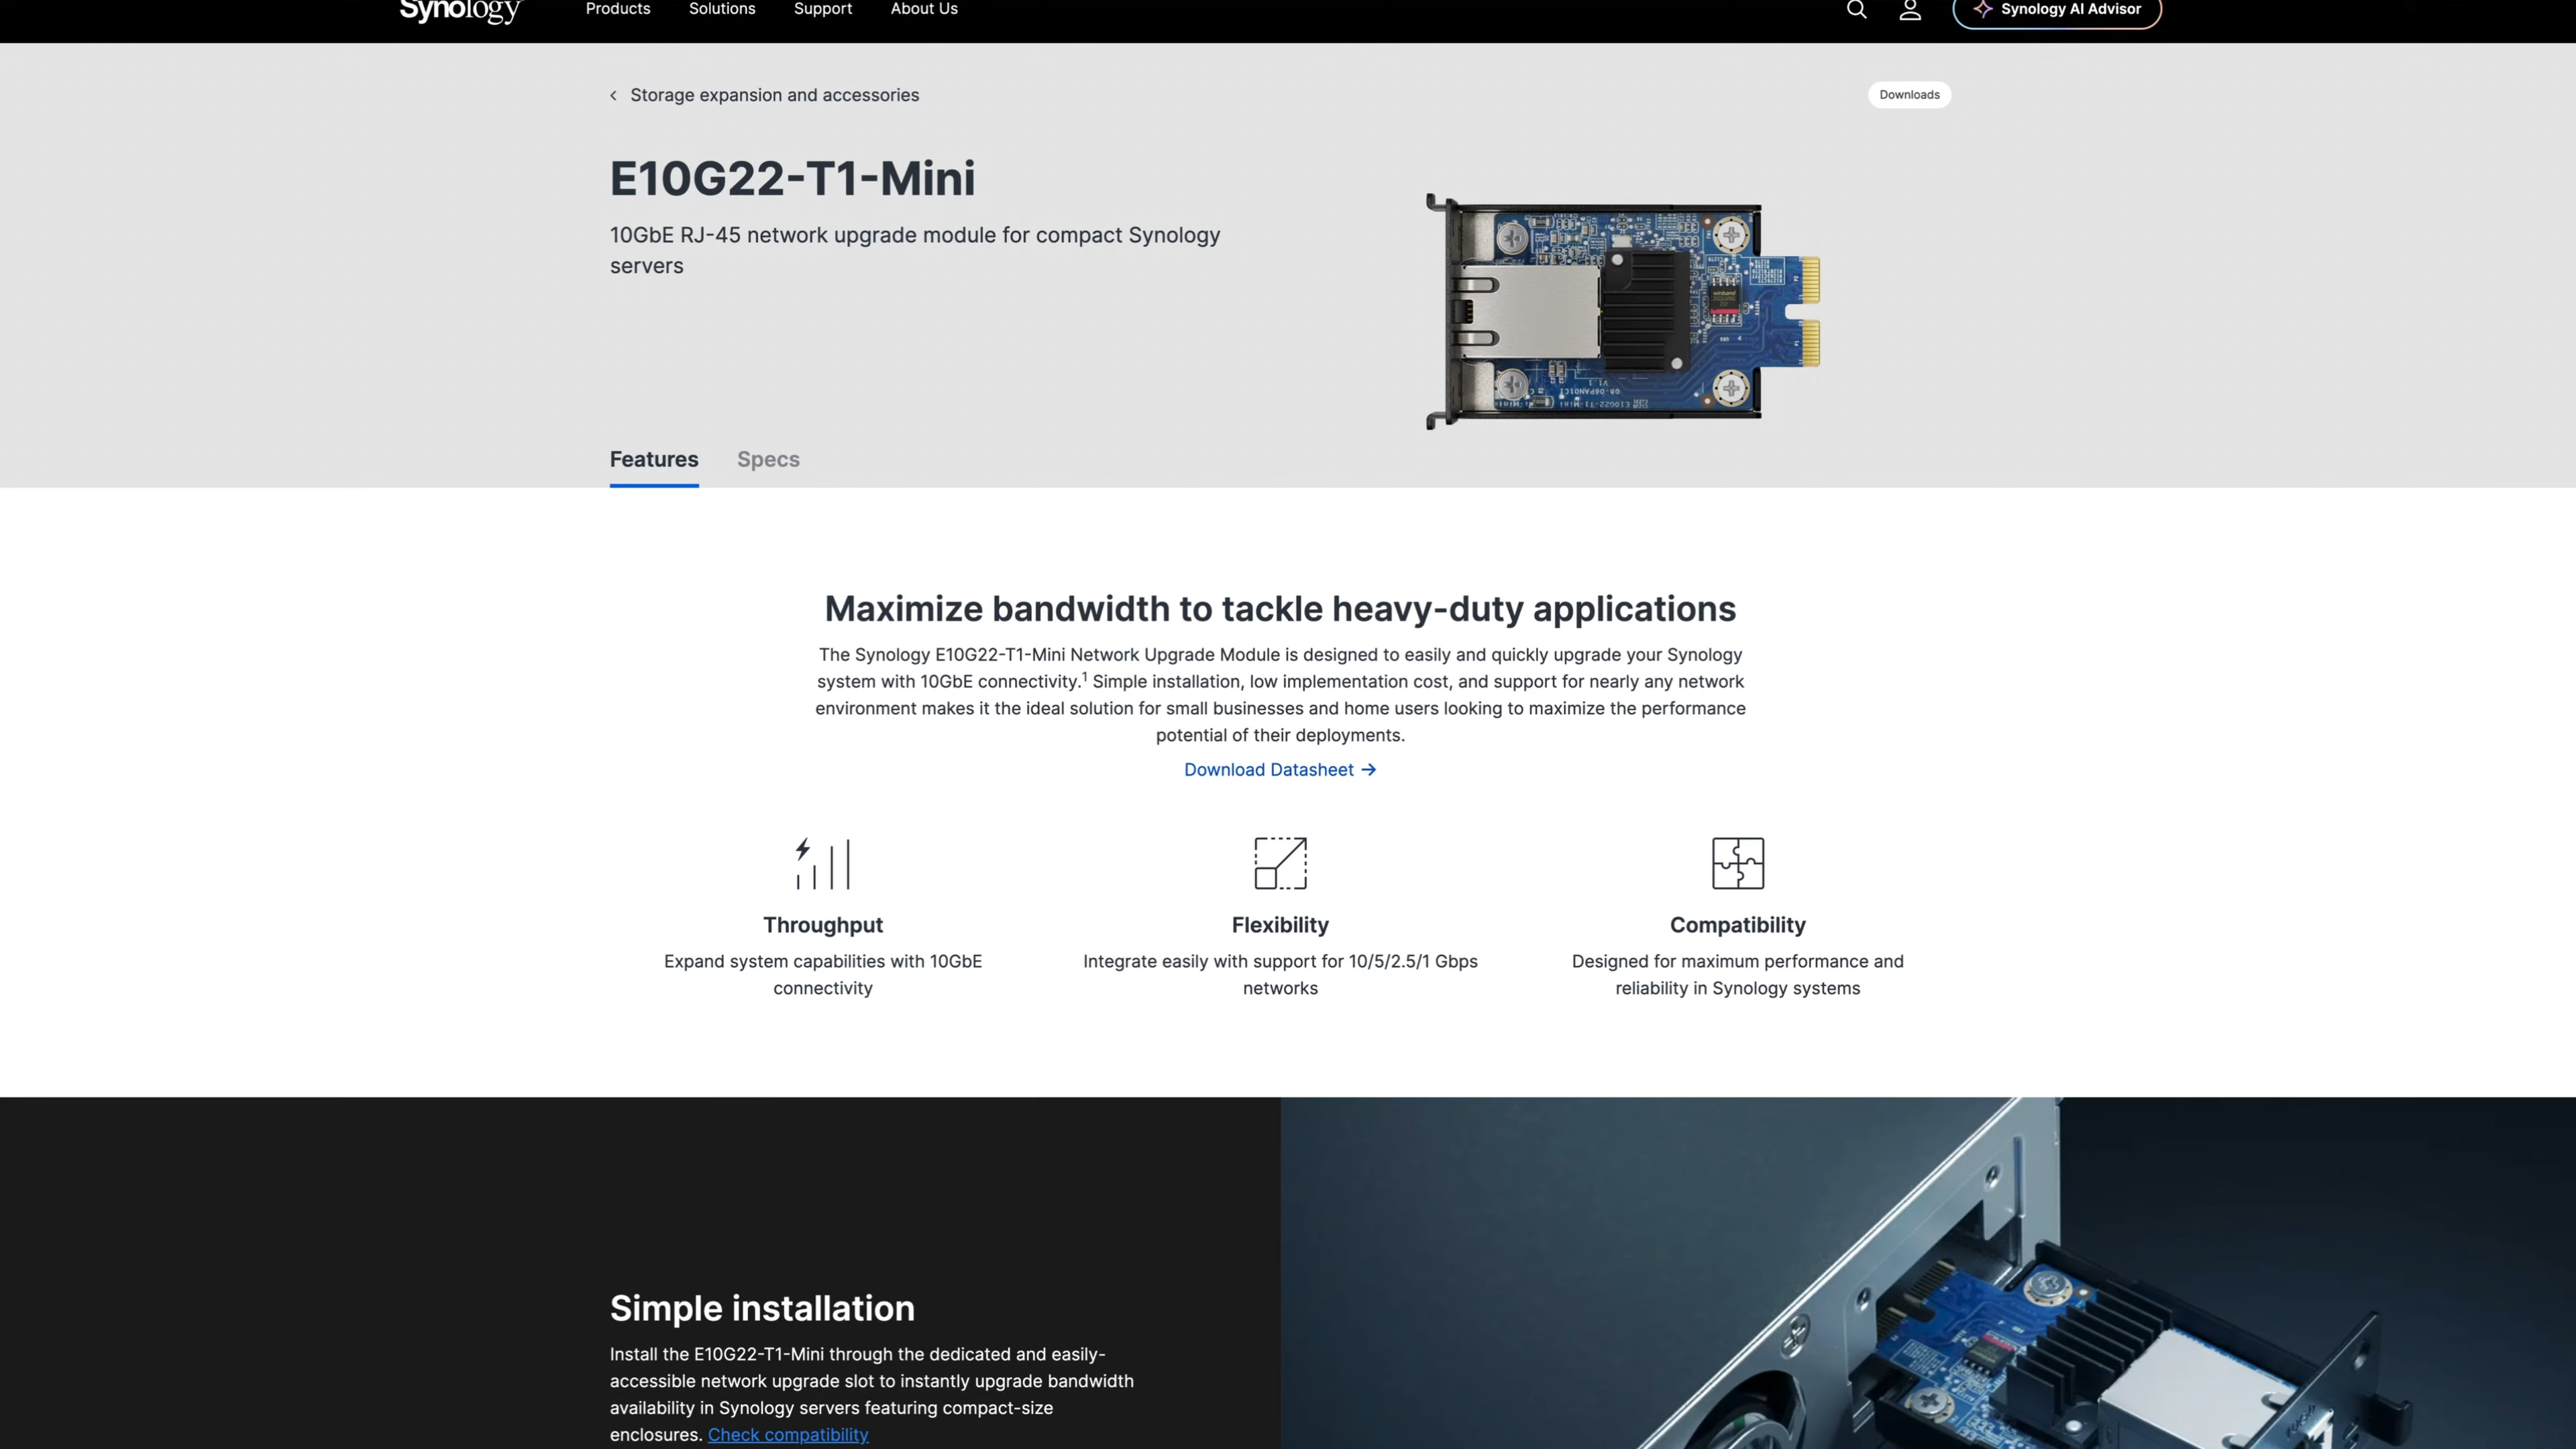 Synology
Products
Solutions
Support
About Us
Synology AI Advisor
Storage expansion and accessories
Downloads
E10G22-T1-Mini
10GbE RJ-45 network upgrade module for compact Synology
servers
Features
Specs
Maximize bandwidth to tackle heavy-duty applications
The Synology E10G22-T1-Mini Network Upgrade Module is designed to easily and quickly upgrade your Synology
system with 10GbE connectivity.¹ Simple installation, low implementation cost, and support for nearly any network
environment makes it the ideal solution for small businesses and home users looking to maximize the performance
potential of their deployments.
Download Datasheet →
Throughput
Expand system capabilities with 10GbE
connectivity
Flexibility
Integrate easily with support for 10/5/2.5/1 Gbps
networks
Compatibility
Designed for maximum performance and
reliability in Synology systems
Simple installation
Install the E10G22-T1-Mini through the dedicated and easily-
accessible network upgrade slot to instantly upgrade bandwidth
availability in Synology servers featuring compact-size
enclosures. Check compatibility